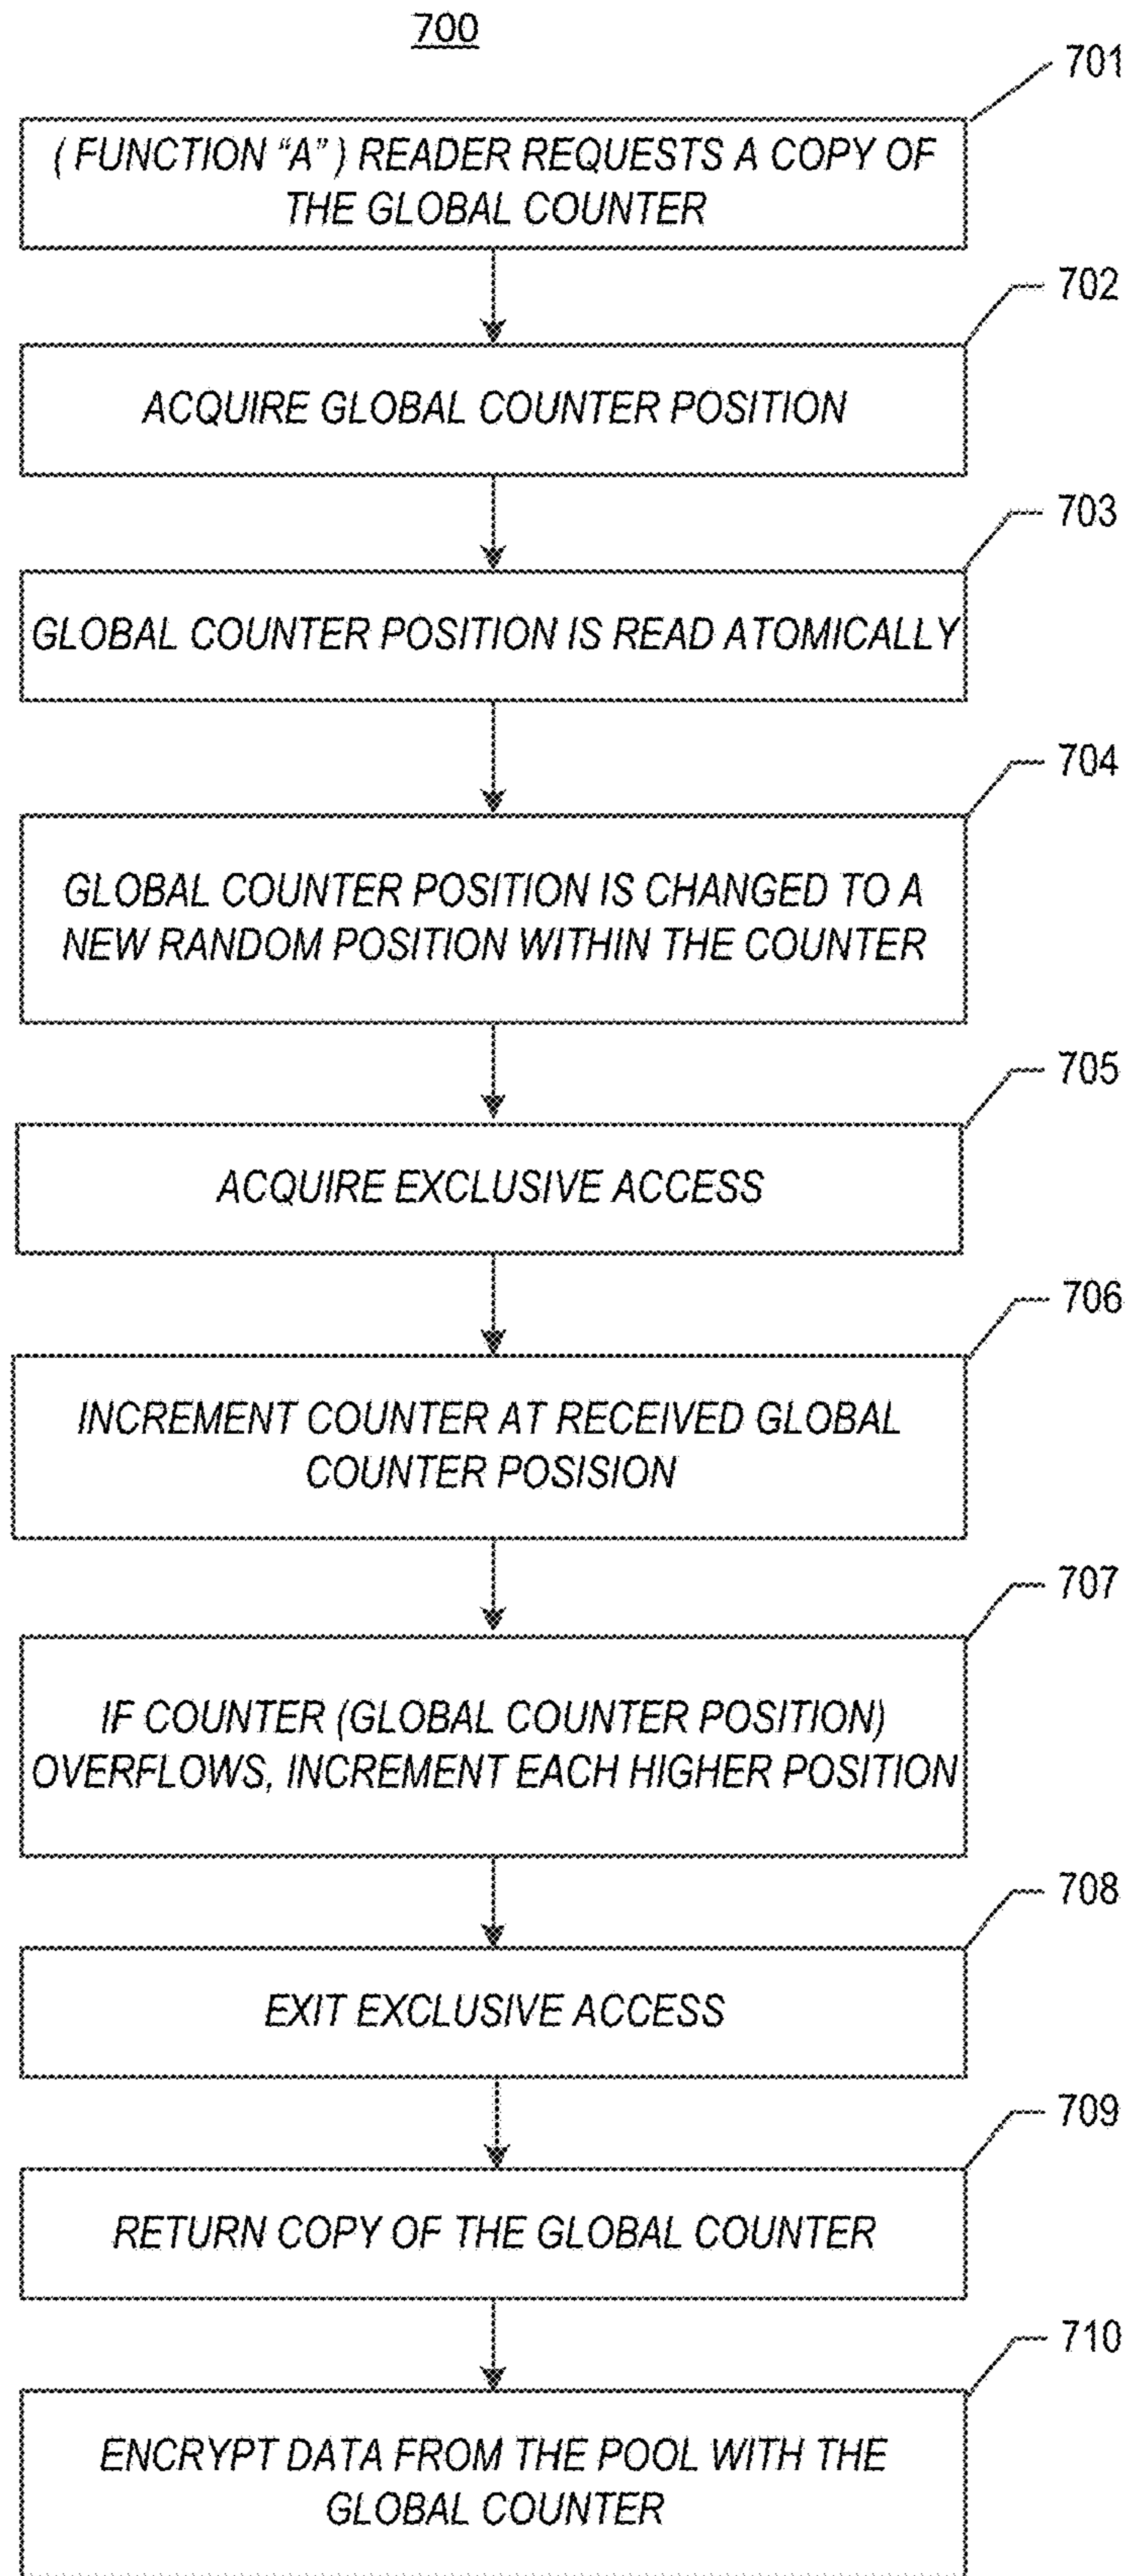 700
701
( FUNCTION “A” ) READER REQUESTS A COPY OF
THE GLOBAL COUNTER
702
ACQUIRE GLOBAL COUNTER POSITION
703
GLOBAL COUNTER POSITION IS READ ATOMICALLY
704
GLOBAL COUNTER POSITION IS CHANGED TO A
NEW RANDOM POSITION WITHIN THE COUNTER
705
ACQUIRE EXCLUSIVE ACCESS
706
INCREMENT COUNTER AT RECEIVED GLOBAL
COUNTER POSISION
707
IF COUNTER (GLOBAL COUNTER POSITION)
OVERFLOWS, INCREMENT EACH HIGHER POSITION
708
EXIT EXCLUSIVE ACCESS
709
RETURN COPY OF THE GLOBAL COUNTER
710
ENCRYPT DATA FROM THE POOL WITH THE
GLOBAL COUNTER